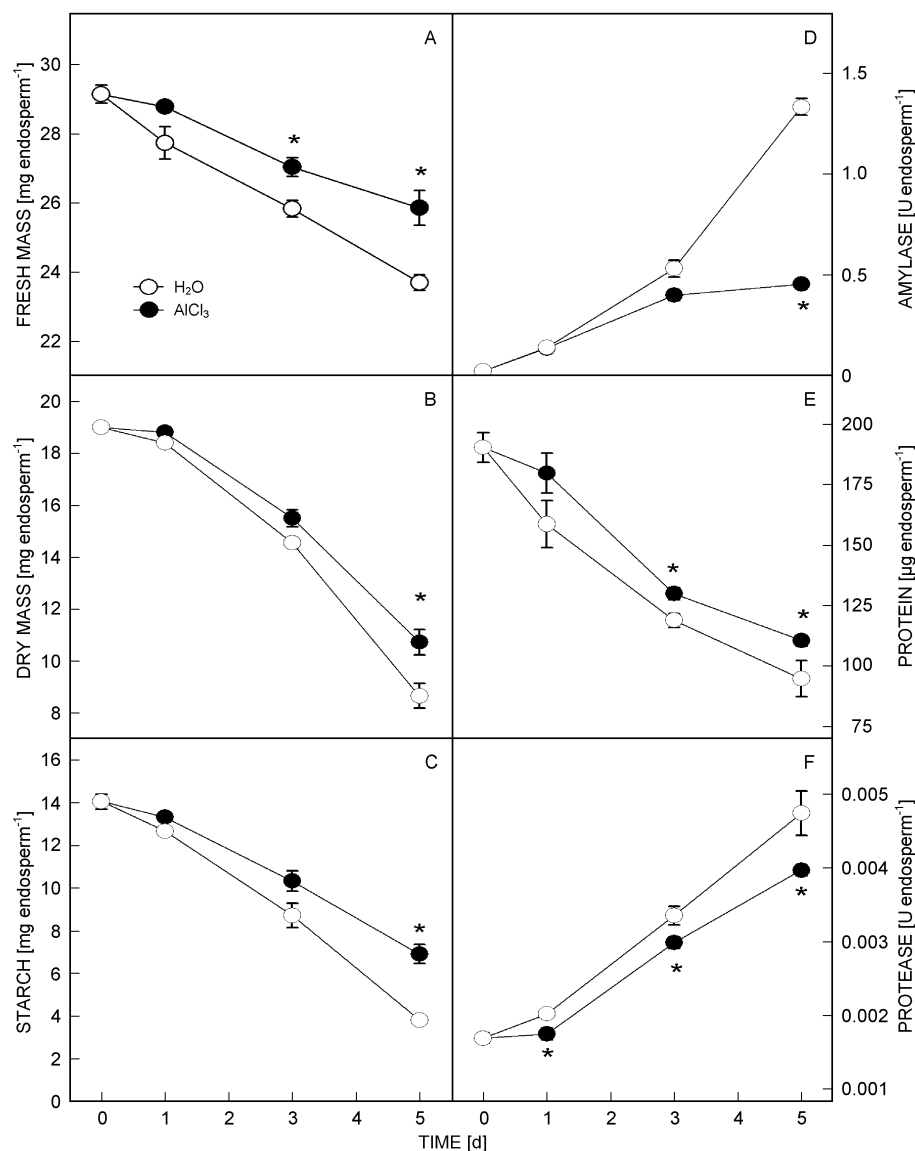 A
FRESH MASS [mg endosperm⁻¹]
30
28
26
24
22
*
*
H₂O
AlCl₃
D
AMYLASE [U endosperm⁻¹]
1.5
1.0
0.5
0
*
B
DRY MASS [mg endosperm⁻¹]
20
18
16
14
12
10
8
*
E
PROTEIN [µg endosperm⁻¹]
200
175
150
125
100
75
*
*
C
STARCH [mg endosperm⁻¹]
16
14
12
10
8
6
4
2
0
*
F
PROTEASE [U endosperm⁻¹]
0.005
0.004
0.003
0.002
0.001
*
*
*
0 1 2 3 4 5 0 1 2 3 4 5
TIME [d]